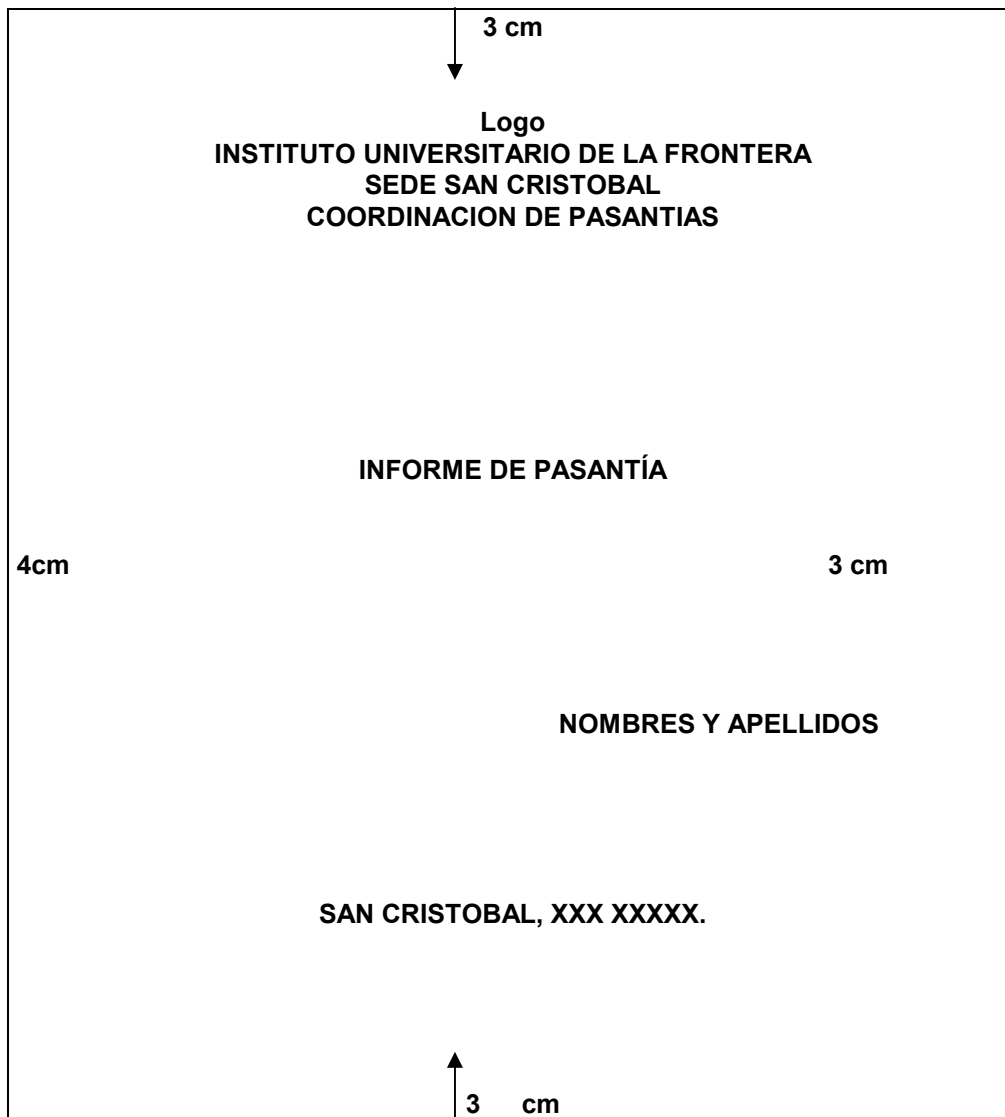 3 cm
Logo
INSTITUTO UNIVERSITARIO DE LA FRONTERA
SEDE SAN CRISTOBAL
COORDINACION DE PASANTIAS
INFORME DE PASANTÍA
4cm 3 cm
NOMBRES Y APELLIDOS
SAN CRISTOBAL, XXX XXXXX.
3 cm